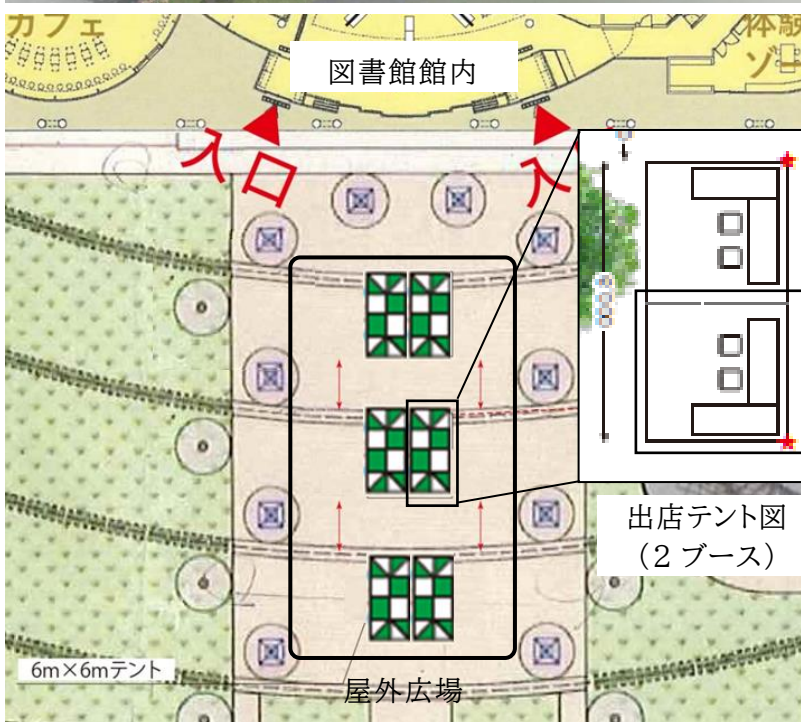 カフェ
図書館館内
体験
ゾー
入口
入
出店テント図
（2 ブース）
6m×6mテント
屋外広場